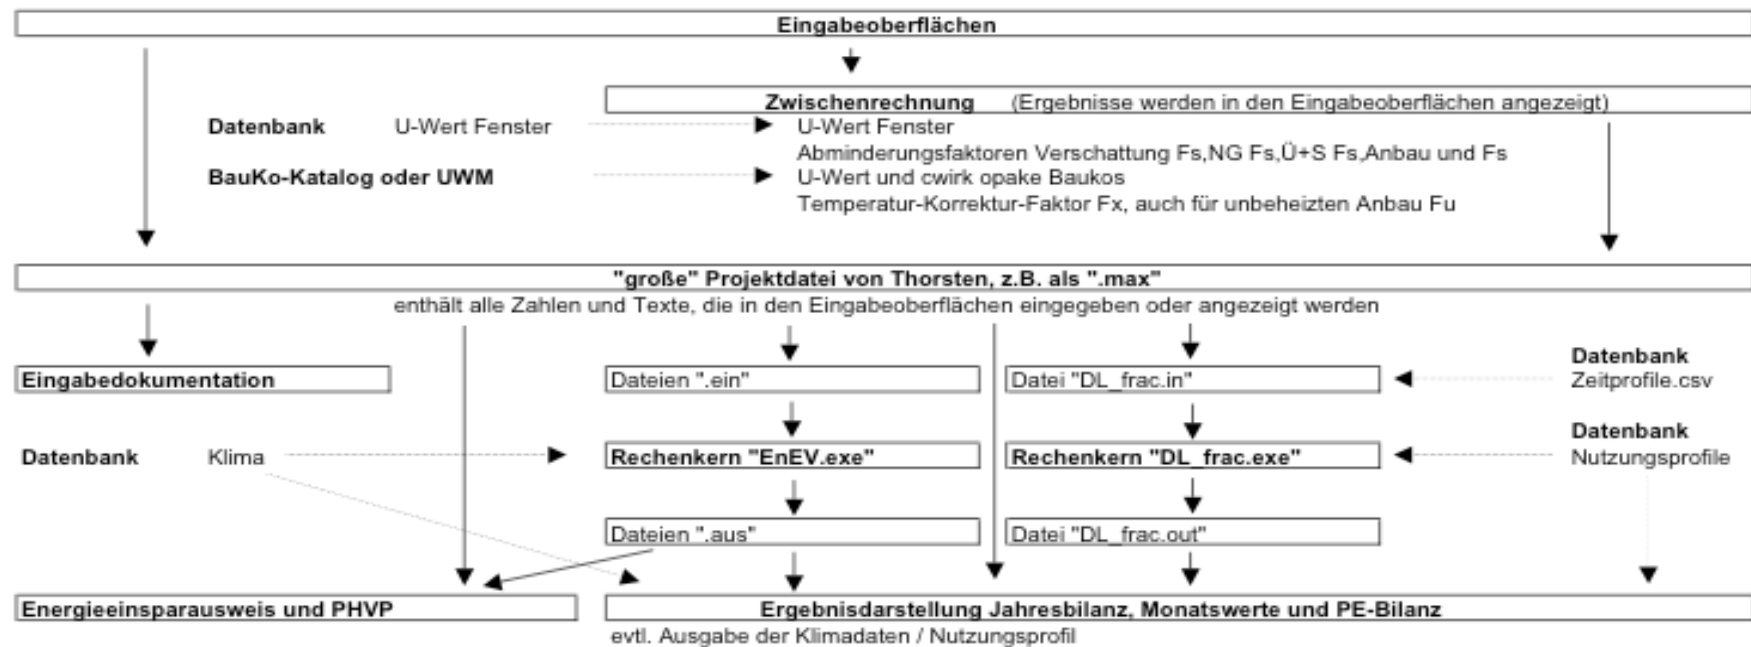 Eingabeoberflächen
Zwischenrechnung (Ergebnisse werden in den Eingabeoberflächen angezeigt)
Datenbank U-Wert Fenster U-Wert Fenster
Abminderungsfaktoren Verschattung Fs,NG Fs,Ü+S Fs,Anbau und Fs
BauKo-Katalog oder UWM U-Wert und cwirk opake Baukos
Temperatur-Korrektur-Faktor Fx, auch für unbeheizten Anbau Fu
"große" Projektdatei von Thorsten, z.B. als ".max"
enthält alle Zahlen und Texte, die in den Eingabeoberflächen eingegeben oder angezeigt werden
Datenbank
Eingabedokumentation Dateien ".ein" Datei "DL_frac.in" Zeitprofile.csv
Datenbank
Datenbank Klima Rechenkern "EnEV.exe" Rechenkern "DL_frac.exe" Nutzungsprofile
Dateien ".aus" Datei "DL_frac.out"
Energieeinsparausweis und PHVP Ergebnisdarstellung Jahresbilanz, Monatswerte und PE-Bilanz
evtl. Ausgabe der Klimadaten / Nutzungsprofil